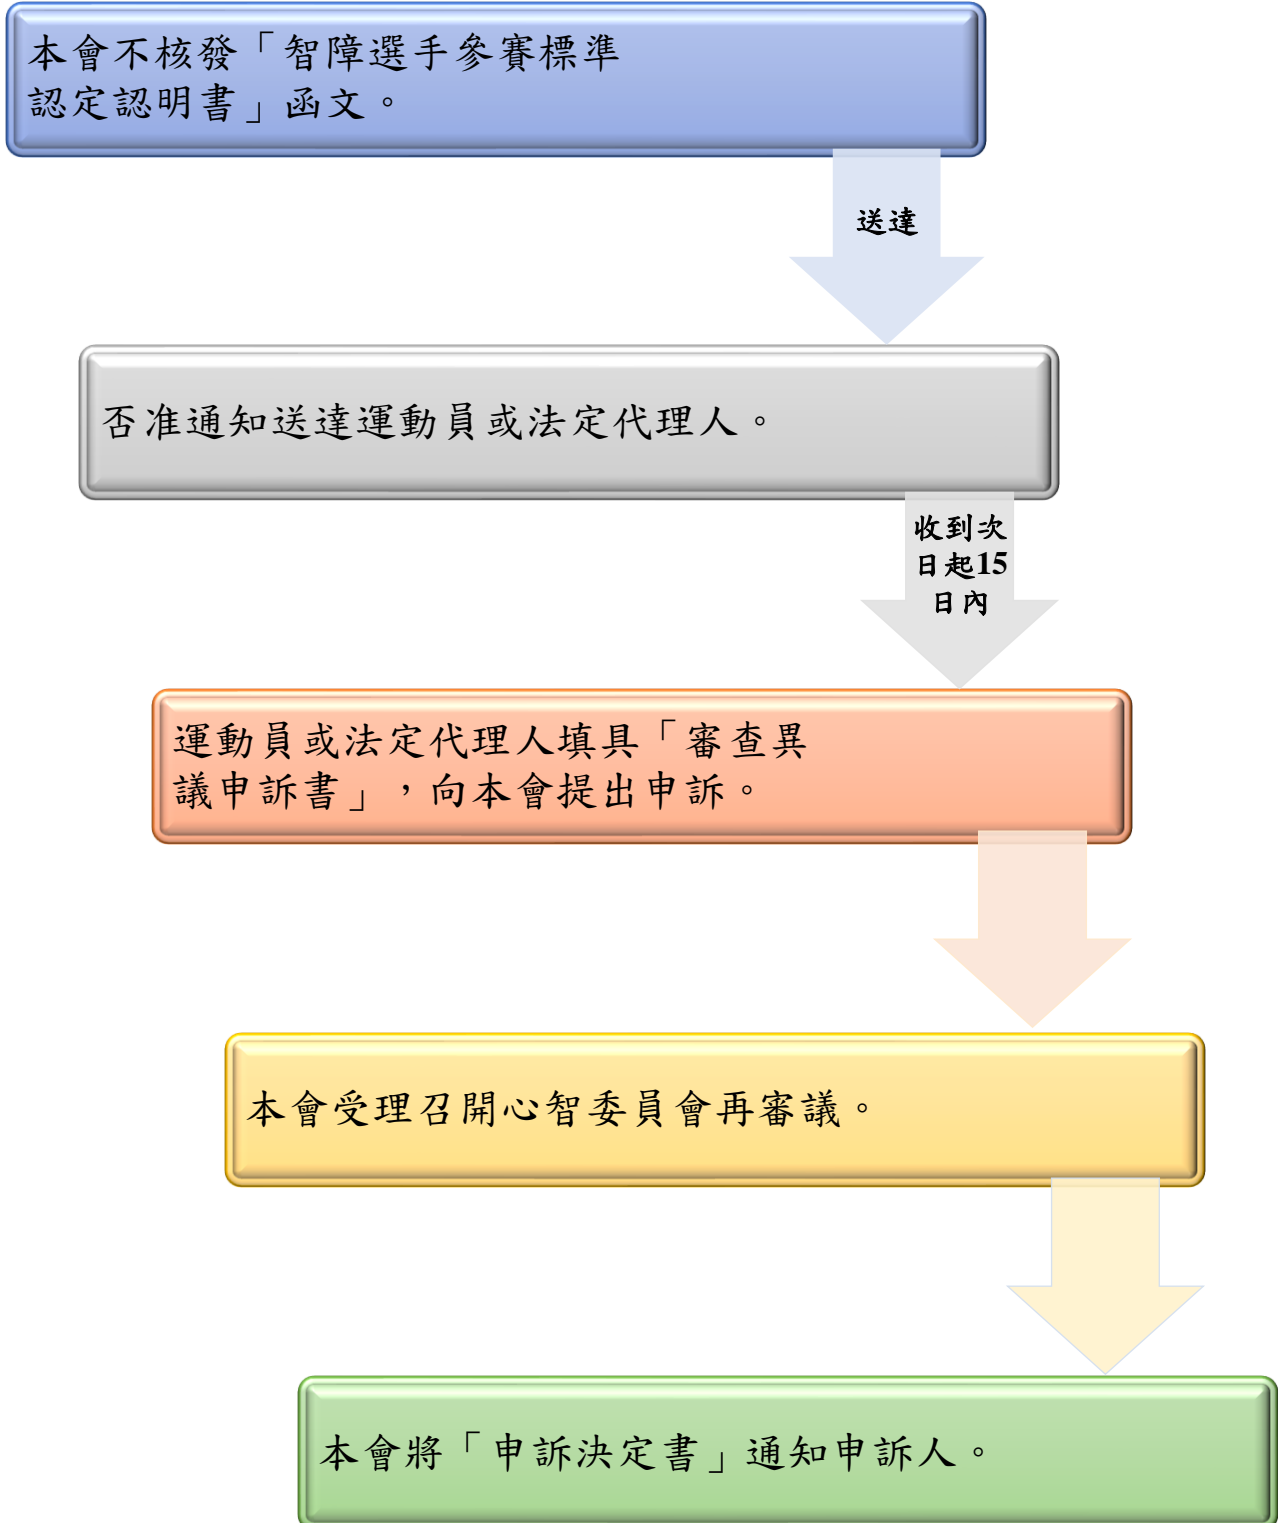 本會不核發「智障選手參賽標準
認定認明書」函文。
送達
否准通知送達運動員或法定代理人。
收到次
日起15
日內
運動員或法定代理人填具「審查異
議申訴書」，向本會提出申訴。
本會受理召開心智委員會再審議。
本會將「申訴決定書」通知申訴人。